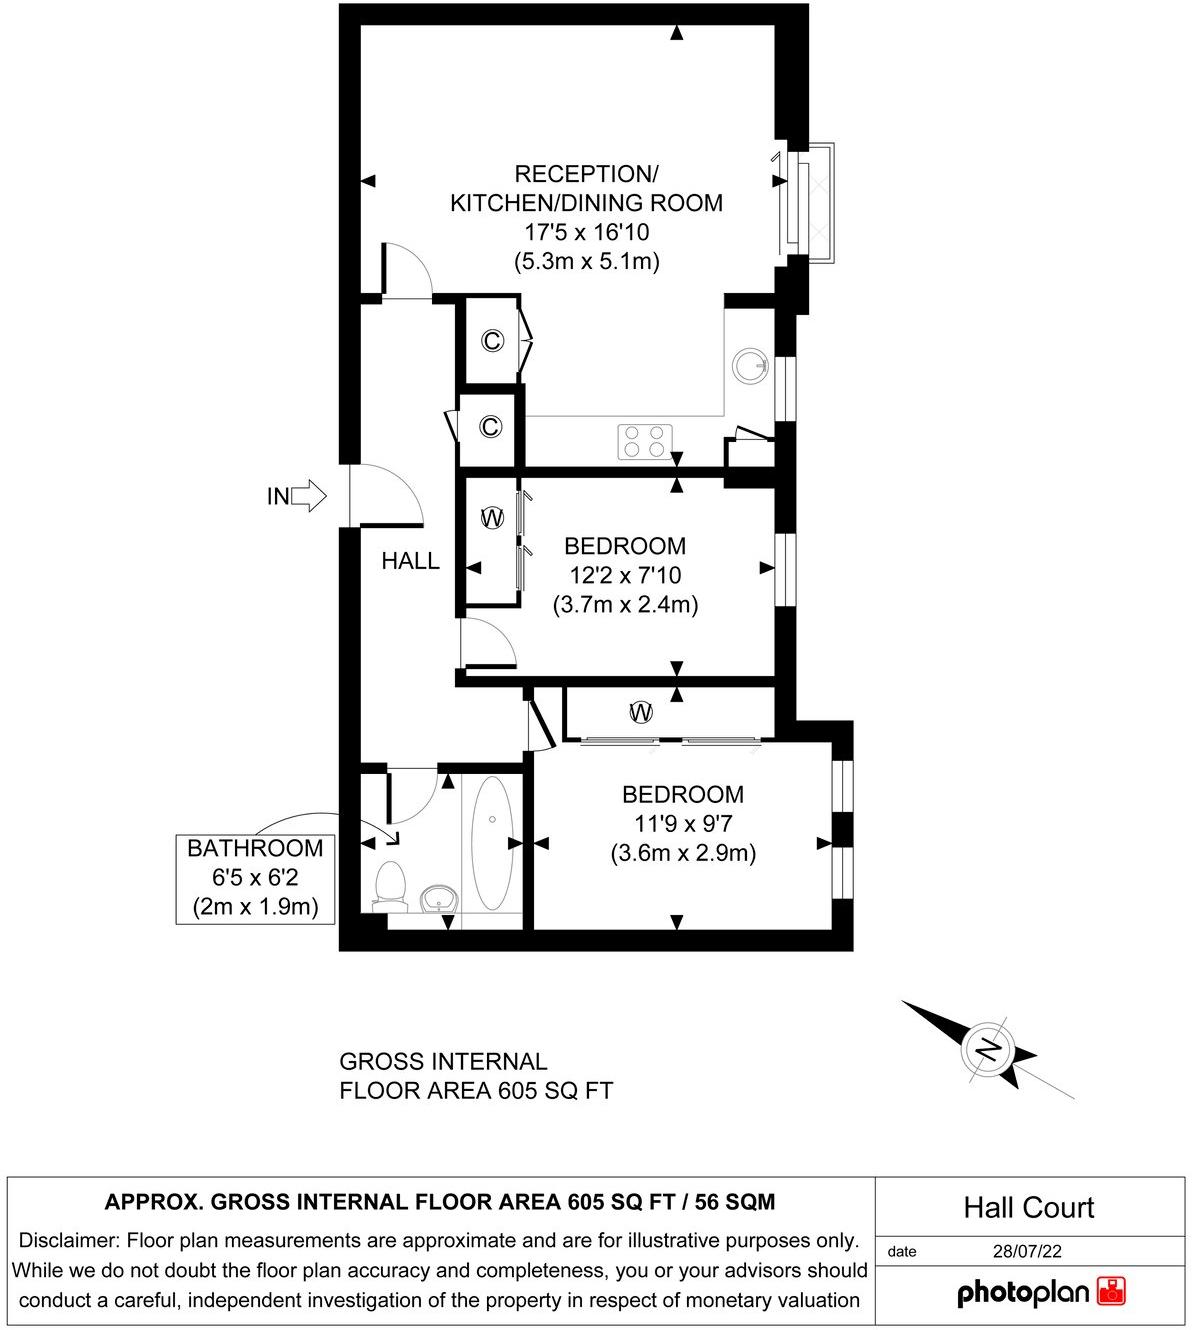 RECEPTION/
KITCHEN/DINING ROOM
17'5 x 16'10
(5.3m x 5.1m)
C
C
IN
HALL
W
BEDROOM
12'2 x 7'10
(3.7m x 2.4m)
W
BEDROOM
11'9 x 9'7
(3.6m x 2.9m)
BATHROOM
6'5 x 6'2
(2m x 1.9m)
N
GROSS INTERNAL
FLOOR AREA 605 SQ FT
APPROX. GROSS INTERNAL FLOOR AREA 605 SQ FT / 56 SQM
Disclaimer: Floor plan measurements are approximate and are for illustrative purposes only.
While we do not doubt the floor plan accuracy and completeness, you or your advisors should
conduct a careful, independent investigation of the property in respect of monetary valuation
Hall Court
date 28/07/22
photoplan